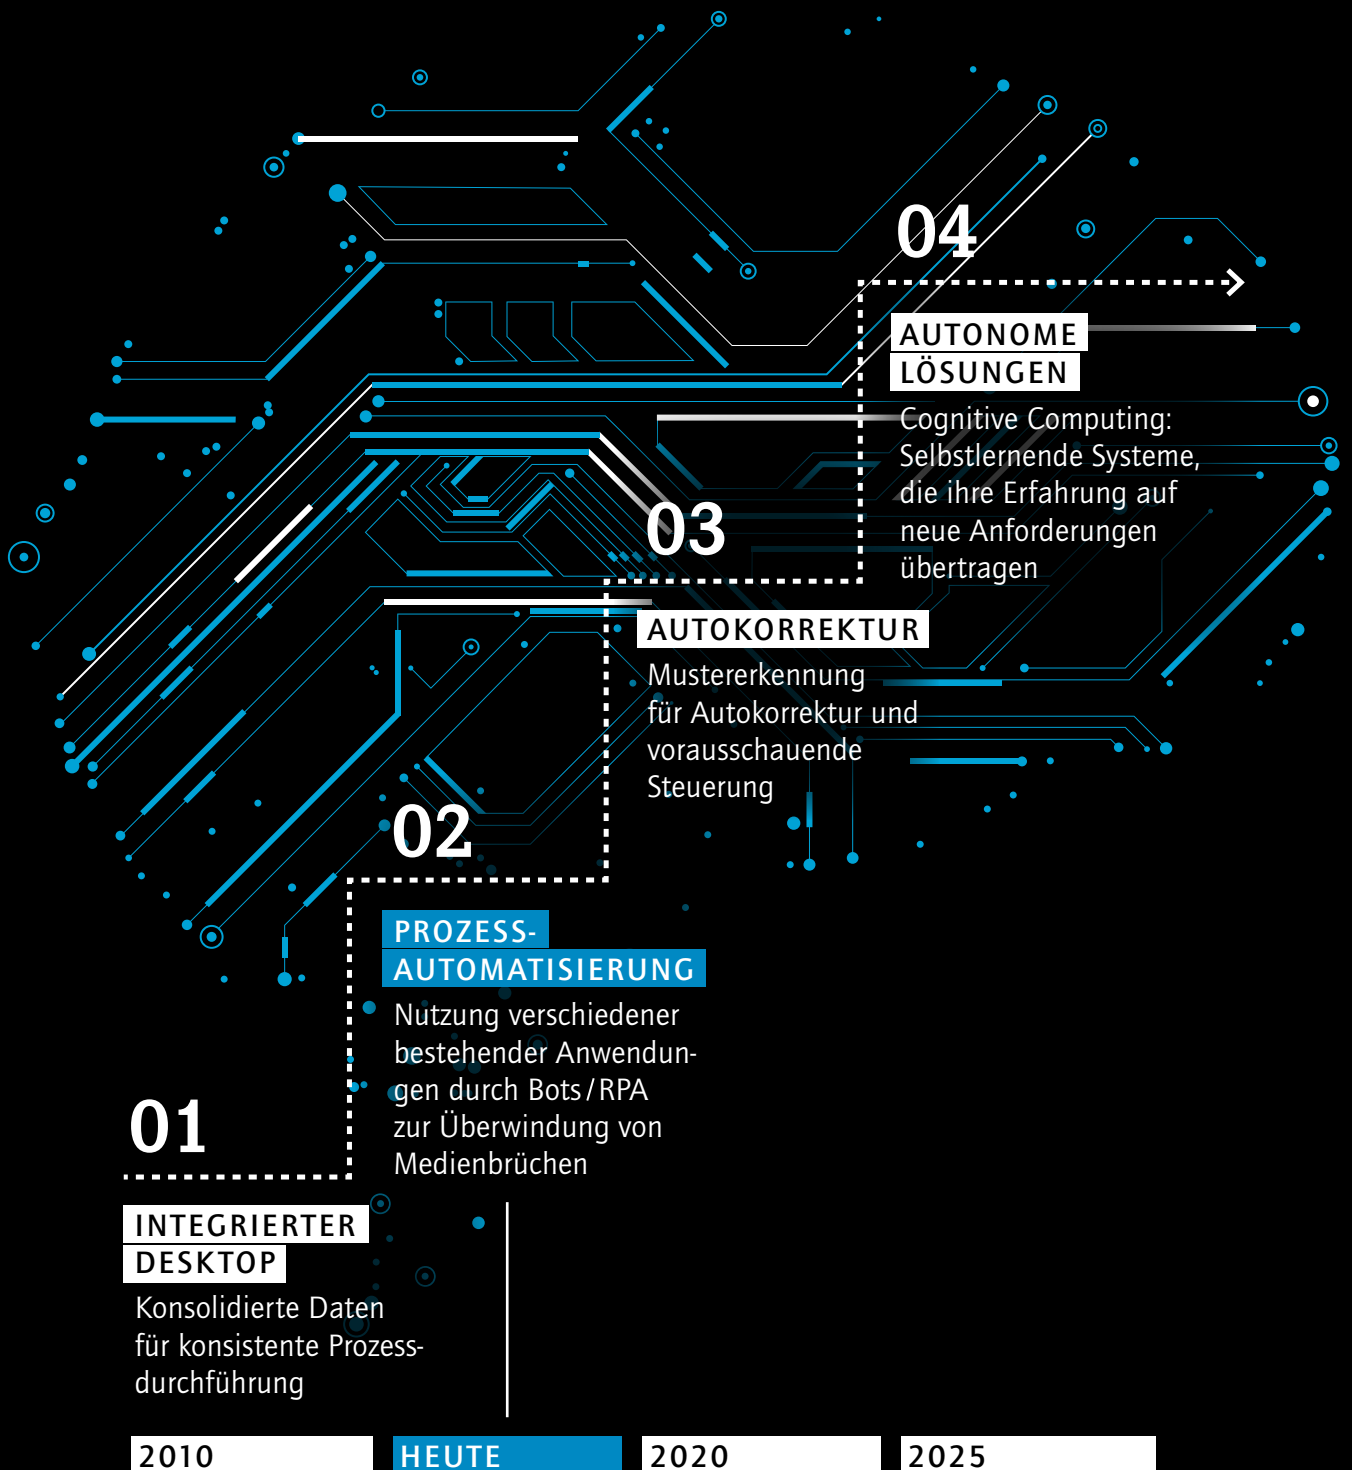 04
AUTONOME
LÖSUNGEN
Cognitive Computing:
Selbstlernende Systeme,
die ihre Erfahrung auf
neue Anforderungen
übertragen
03
AUTOKORREKTUR
Mustererkennung
für Autokorrektur und
vorausschauende
Steuerung
02
PROZESS-
AUTOMATISIERUNG
Nutzung verschiedener
bestehender Anwendun-
gen durch Bots/RPA
zur Überwindung von
Medienbrüchen
01
INTEGRIERTER
DESKTOP
Konsolidierte Daten
für konsistente Prozess-
durchführung
2010
HEUTE
2020
2025